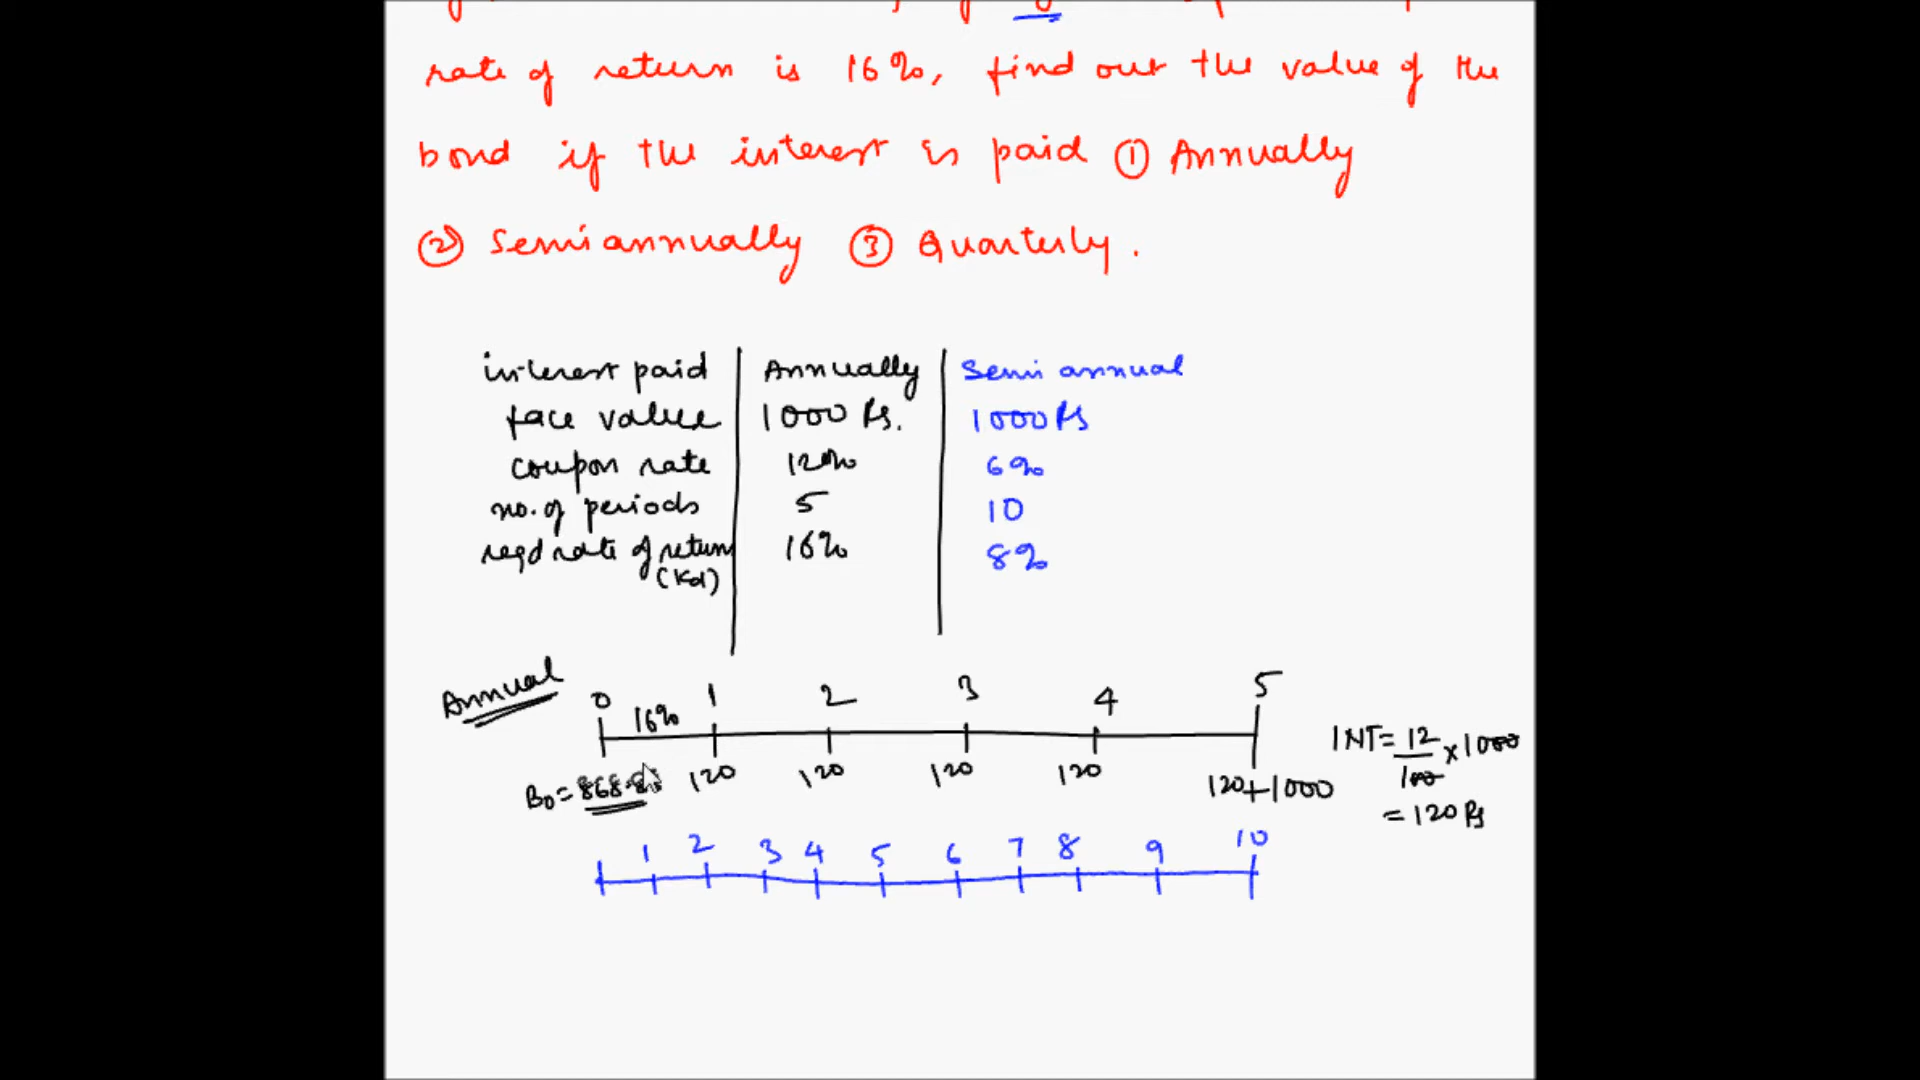 rate of return is 16%, find out the value of the
bond if the interest is paid ① Annually
② Semiannually ③ Quarterly.
interest paid Annually Semi annual
face value 1000 Rs. 1000 Rs
coupon rate 12% 6%
no. of periods 5 10
reqd rate of return 16% 8%
(Kd)
Annual
0 1 2 3 4 5
16%
B0 = 868. 120 120 120 120 120+1000
INT = 12/100 x 1000
= 120 Rs
1 2 3 4 5 6 7 8 9 10